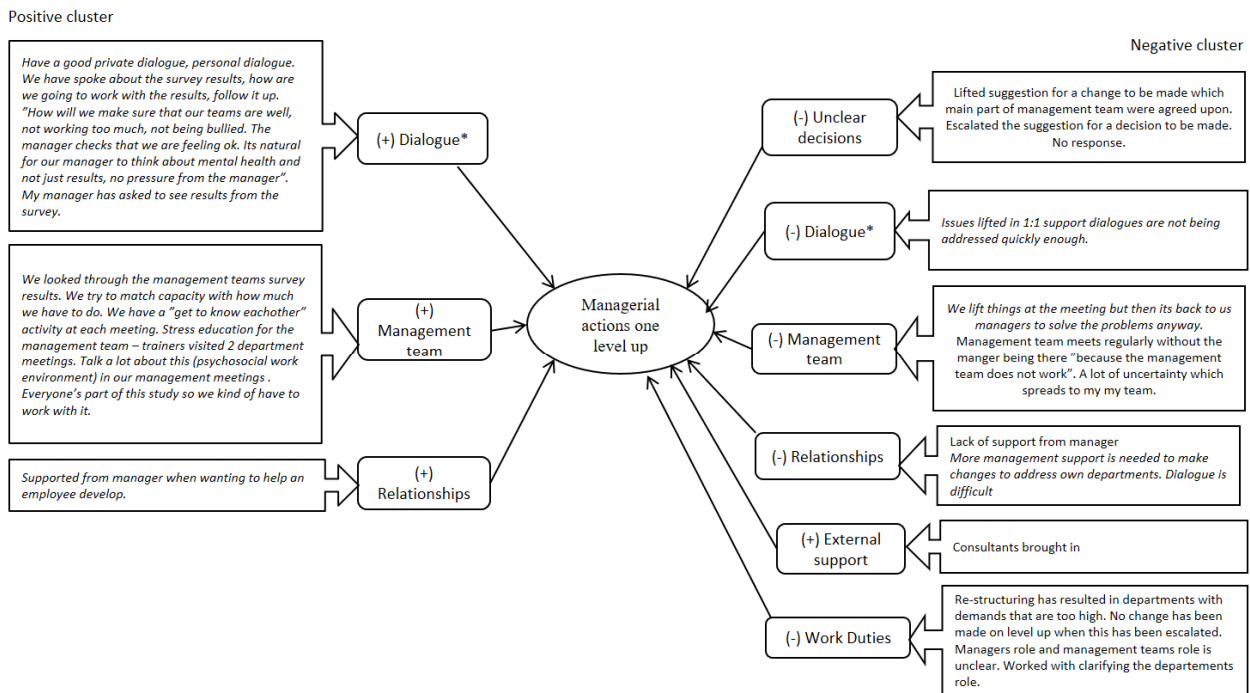 Positive cluster
Have a good private dialogue, personal dialogue.
We have spoke about the survey results, how are
we going to work with the results, follow it up.
”How will we make sure that our teams are well,
not working too much, not being bullied. The
manager checks that we are feeling ok. Its natural
for our manager to think about mental health and
not just results, no pressure from the manager”.
My manager has asked to see results from the
survey.
(+) Dialogue*
We looked through the management teams survey
results. We try to match capacity with how much
we have to do. We have a ”get to know eachother”
activity at each meeting. Stress education for the
management team – trainers visited 2 department
meetings. Talk a lot about this (psychosocial work
environment) in our management meetings .
Everyone’s part of this study so we kind of have to
work with it.
(+)
Management
team
Supported from manager when wanting to help an
employee develop.
(+)
Relationships
Managerial
actions one
level up
Negative cluster
(-) Unclear
decisions
Lifted suggestion for a change to be made which
main part of management team were agreed upon.
Escalated the suggestion for a decision to be made.
No response.
(-) Dialogue*
Issues lifted in 1:1 support dialogues are not being
addressed quickly enough.
(-) Management
team
We lift things at the meeting but then its back to us
managers to solve the problems anyway.
Management team meets regularly without the
manger being there ”because the management
team does not work”. A lot of uncertainty which
spreads to my my team.
(-) Relationships
Lack of support from manager
More management support is needed to make
changes to address own departments. Dialogue is
difficult
(+) External
support
Consultants brought in
(-) Work Duties
Re-structuring has resulted in departments with
demands that are too high. No change has been
made on level up when this has been escalated.
Managers role and management teams role is
unclear. Worked with clarifying the departements
role.